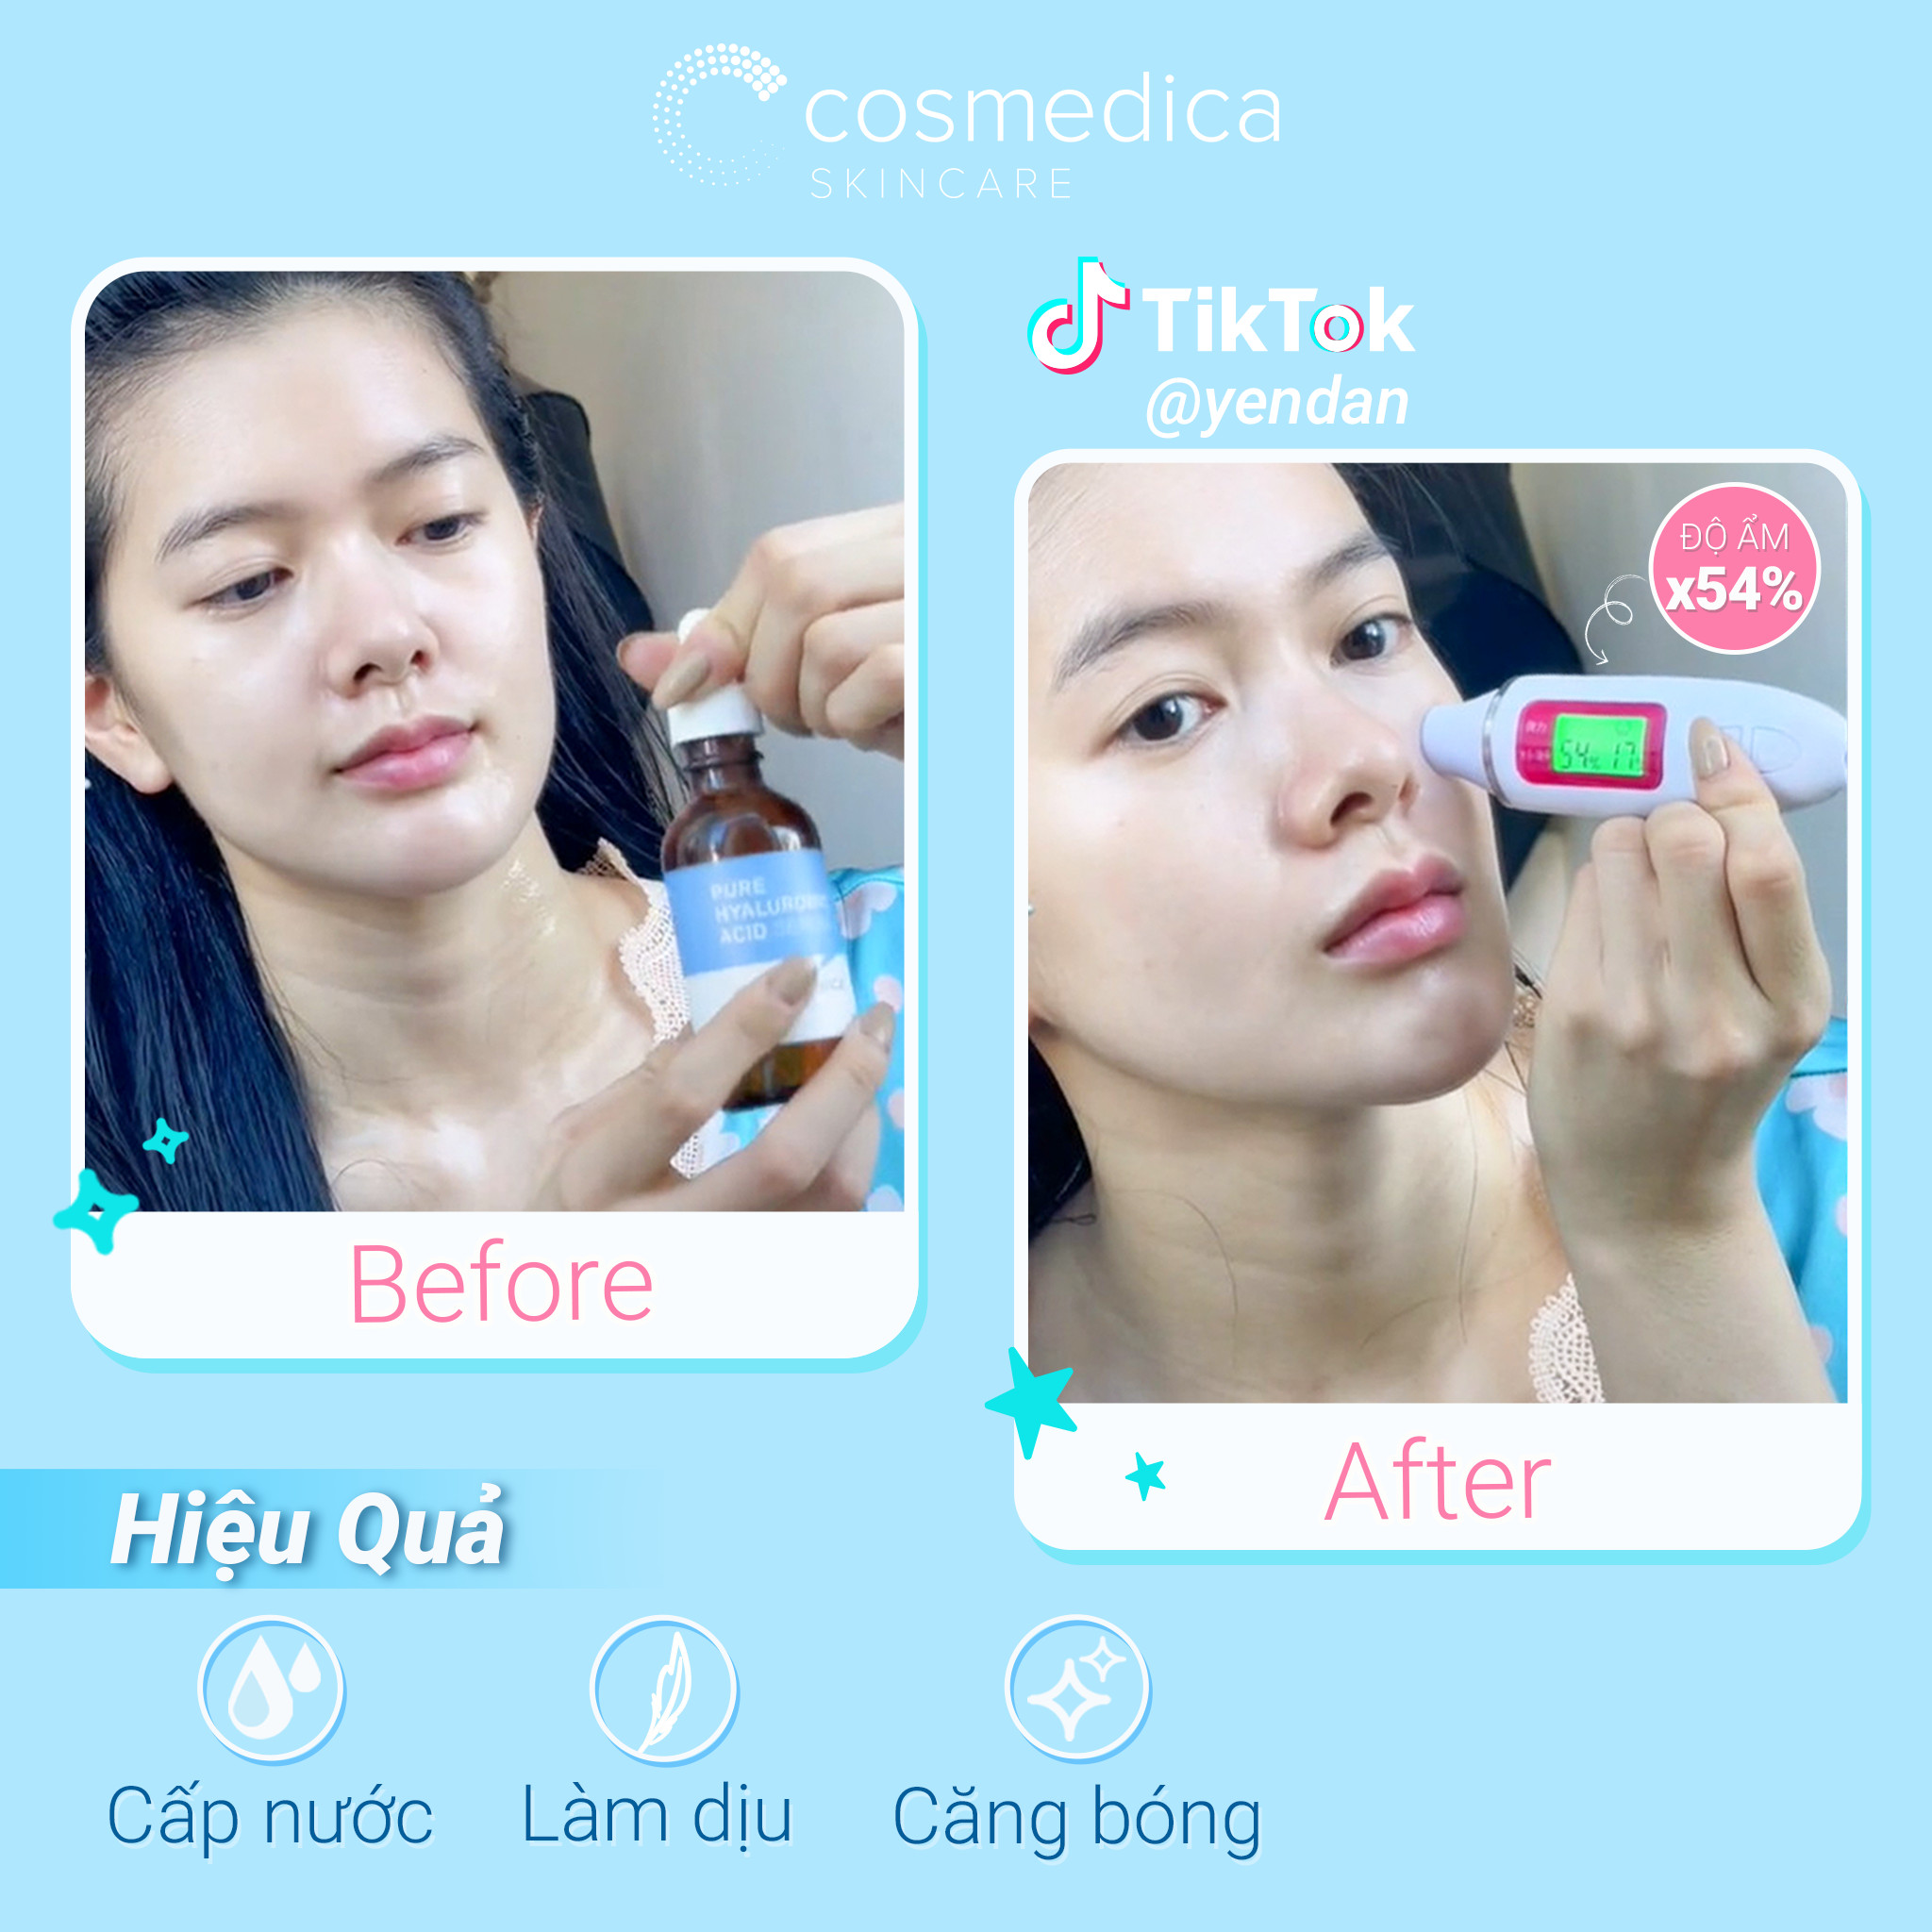 cosmedica
SKINCARE
TikTok
@yendan
ĐỘ ẨM
x54%
54% 17
PURE
HYALURONIC
ACID SERUM
Before
After
Hiệu Quả
Cấp nước
Làm dịu
Căng bóng